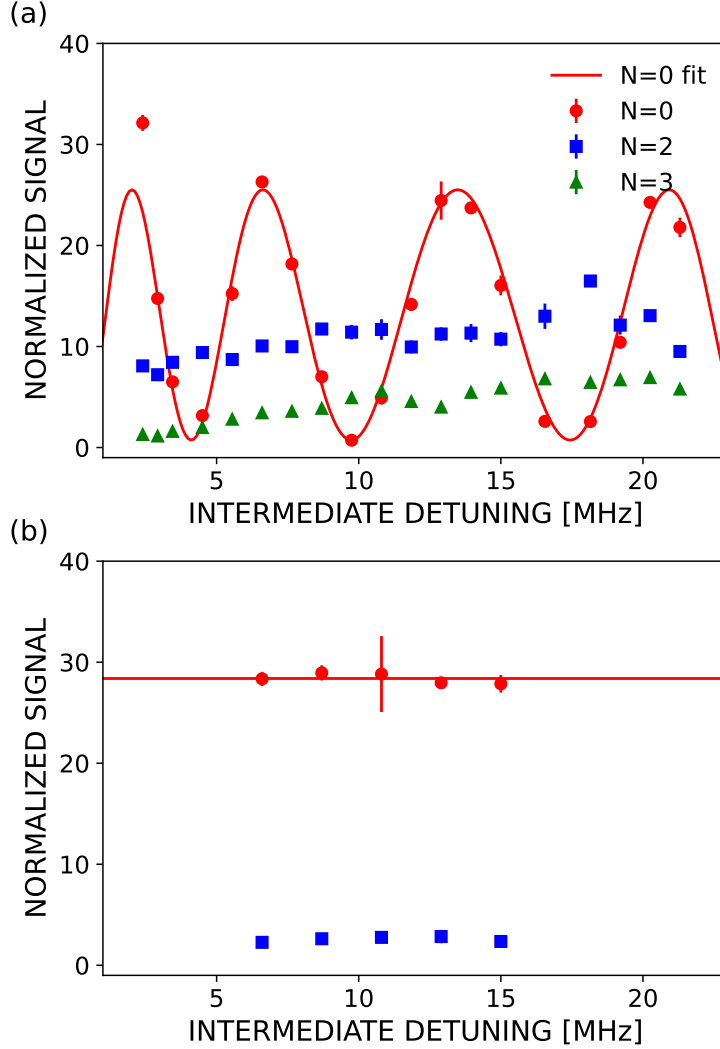 (a)
40
30
20
10
0
NORMALIZED SIGNAL
N=0 fit
N=0
N=2
N=3
5 10 15 20
INTERMEDIATE DETUNING [MHz]
(b)
40
30
20
10
0
NORMALIZED SIGNAL
5 10 15 20
INTERMEDIATE DETUNING [MHz]